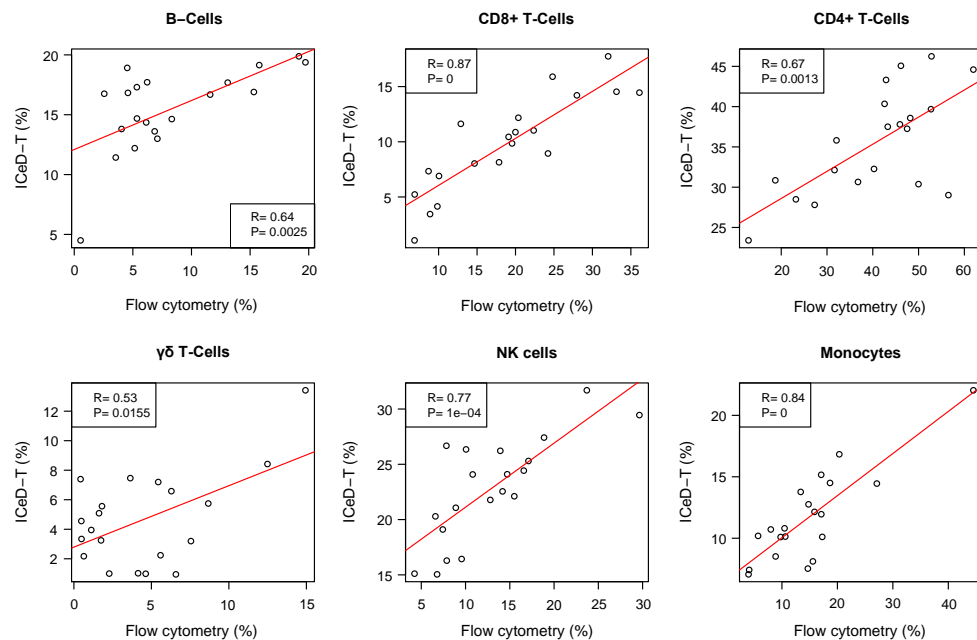 B−Cells
20
15
10
5
ICeD−T (%)
R= 0.64
P= 0.0025
0 5 10 15 20
Flow cytometry (%)
CD8+ T-Cells
R= 0.87
P= 0
15
10
5
ICeD−T (%)
10 15 20 25 30 35
Flow cytometry (%)
CD4+ T-Cells
R= 0.67
P= 0.0013
45
40
35
30
25
ICeD−T (%)
20 30 40 50 60
Flow cytometry (%)
γδ T-Cells
R= 0.53
P= 0.0155
12
10
8
6
4
2
ICeD−T (%)
0 5 10 15
Flow cytometry (%)
NK cells
R= 0.77
P= 1e−04
30
25
20
15
ICeD−T (%)
5 10 15 20 25 30
Flow cytometry (%)
Monocytes
R= 0.84
P= 0
20
15
10
ICeD−T (%)
10 20 30 40
Flow cytometry (%)